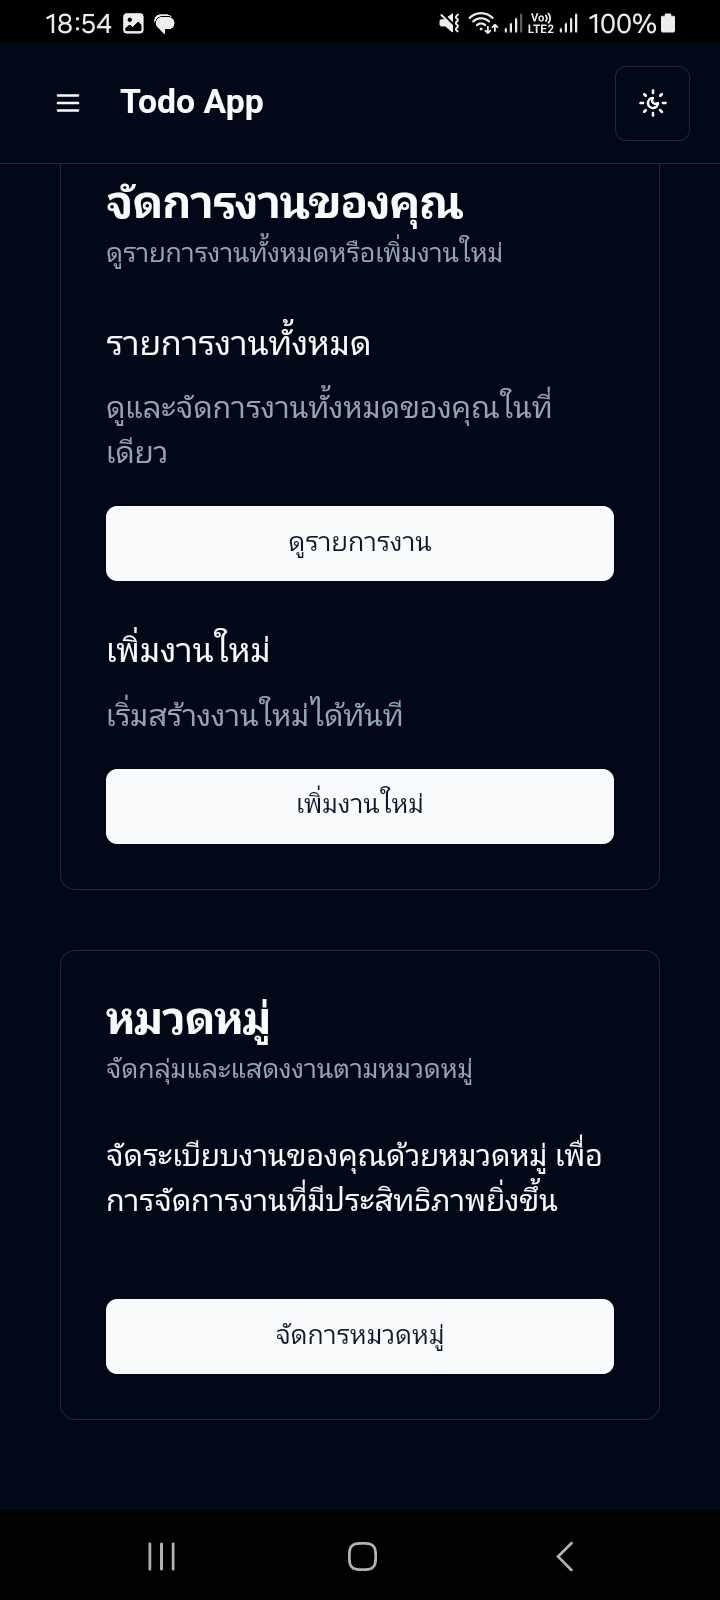 18:54
Vo))
LTE2
100%
Todo App
จัดการงานของคุณ
ดูรายการงานทั้งหมดหรือเพิ่มงานใหม่
รายการงานทั้งหมด
ดูและจัดการงานทั้งหมดของคุณในที่
เดียว
ดูรายการงาน
เพิ่มงานใหม่
เริ่มสร้างงานใหม่ได้ทันที
เพิ่มงานใหม่
หมวดหมู่
จัดกลุ่มและแสดงงานตามหมวดหมู่
จัดระเบียบงานของคุณด้วยหมวดหมู่ เพื่อ
การจัดการงานที่มีประสิทธิภาพยิ่งขึ้น
จัดการหมวดหมู่